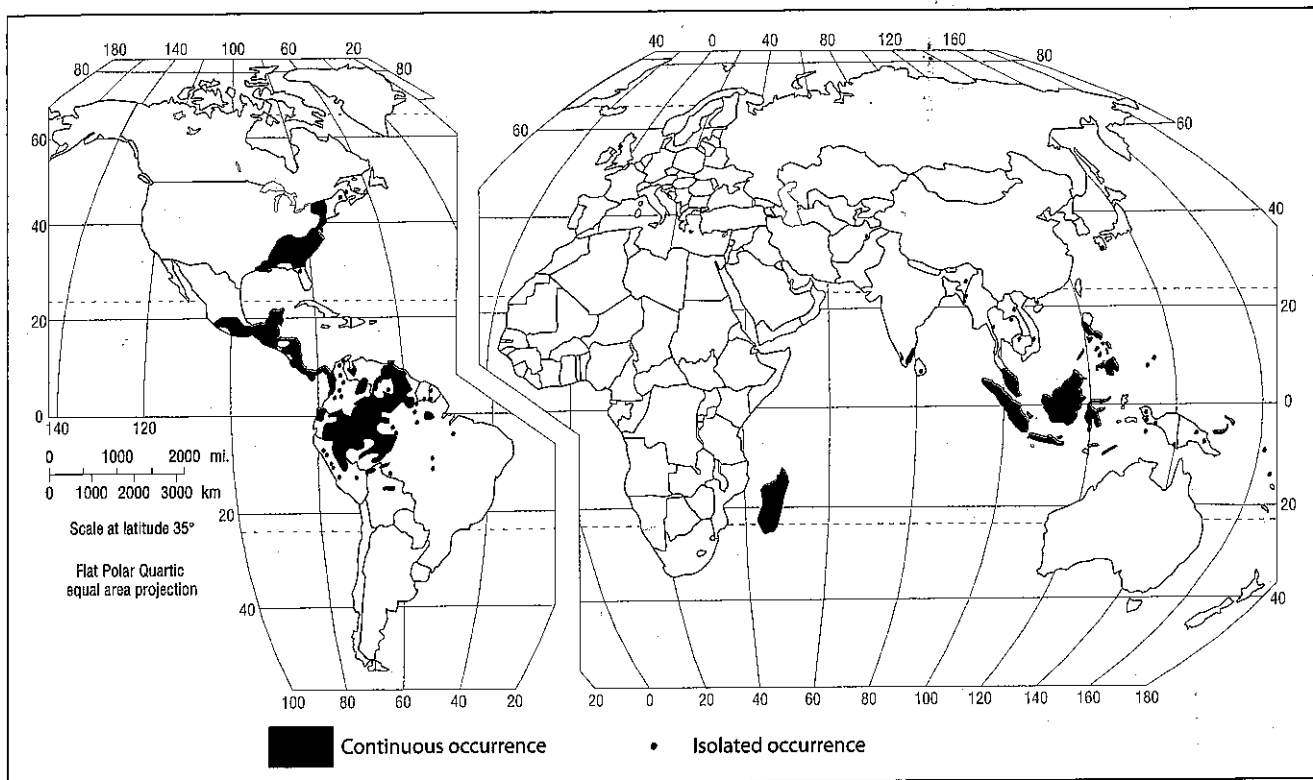 180 140 100 60 20
40 0 40 80 120 160
80 80
80
60
60
60
40
40
20
20
0
0
140 120
0 1000 2000 mi.
0 1000 2000 3000 km
Scale at latitude 35°
20
20
Flat Polar Quartic
equal area projection
40
40
100 80 60 40 20
20 0 20 40 60 80 100 120 140 160 180
Continuous occurrence
Isolated occurrence